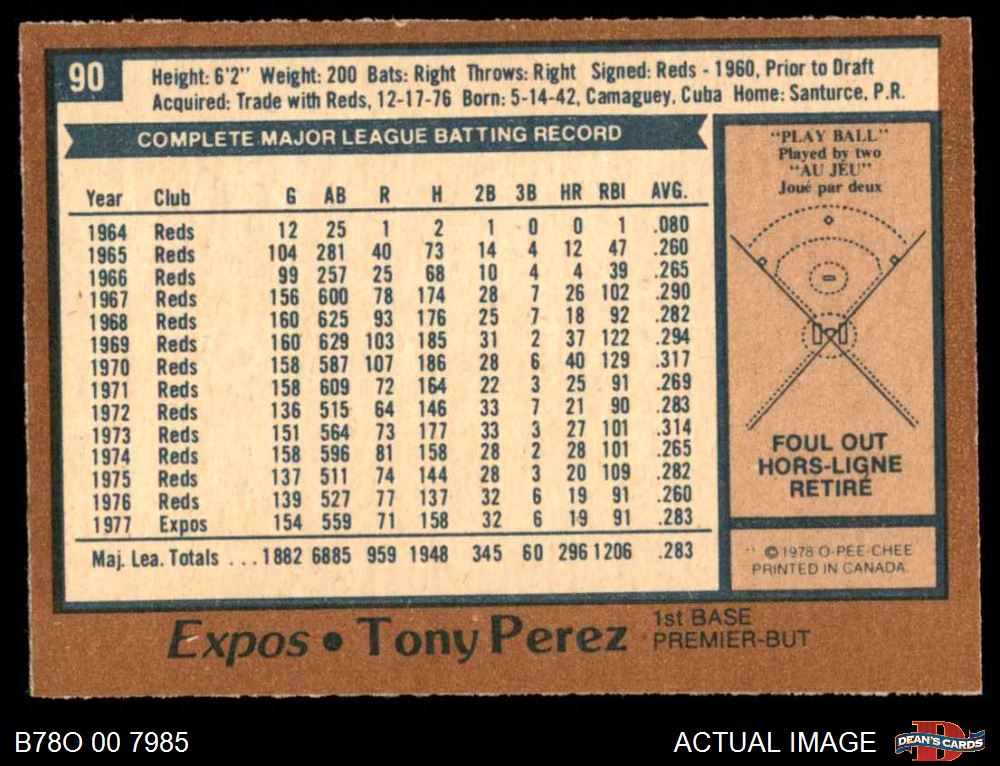 90
Height: 6'2" Weight: 200 Bats: Right Throws: Right Signed: Reds - 1960, Prior to Draft
Acquired: Trade with Reds, 12-17-76 Born: 5-14-42, Camaguey, Cuba Home: Santurce, P.R.
COMPLETE MAJOR LEAGUE BATTING RECORD
Year Club G AB R H 2B 3B HR RBI AVG.
1964 Reds 12 25 1 2 1 0 0 1 .080
1965 Reds 104 281 40 73 14 4 12 47 .260
1966 Reds 99 257 25 68 10 4 4 39 .265
1967 Reds 156 600 78 174 28 7 26 102 .290
1968 Reds 160 625 93 176 25 7 18 92 .282
1969 Reds 160 629 103 185 31 2 37 122 .294
1970 Reds 158 587 107 186 28 6 40 129 .317
1971 Reds 158 609 72 164 22 3 25 91 .269
1972 Reds 136 515 64 146 33 7 21 90 .283
1973 Reds 151 564 73 177 33 3 27 101 .314
1974 Reds 158 596 81 158 28 2 28 101 .265
1975 Reds 137 511 74 144 28 3 20 109 .282
1976 Reds 139 527 77 137 32 6 19 91 .260
1977 Expos 154 559 71 158 32 6 19 91 .283
Maj. Lea. Totals ... 1882 6885 959 1948 345 60 296 1206 .283
"PLAY BALL"
Played by two
"AU JEU"
Joué par deux
FOUL OUT
HORS-LIGNE
RETIRÉ
© 1978 O-PEE-CHEE
PRINTED IN CANADA
Expos • Tony Perez
1st BASE
PREMIER-BUT
B78O 00 7985
ACTUAL IMAGE
DEAN'S CARDS